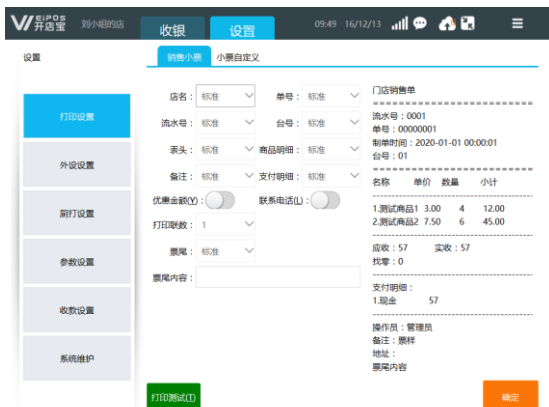 EiPOS
开店宝
刘小姐的店
收银
设置
09:49 16/12/13
设置
销售小票 小票自定义
打印设置
外设设置
厨打设置
参数设置
收款设置
系统维护
店名： 标准 单号： 标准
流水号： 标准 台号： 标准
表头： 标准 商品明细： 标准
备注： 标准 支付明细： 标准
优惠金额(Y)： 联系电话(L)：
打印联数： 1
票尾： 标准
票尾内容：
打印测试(T)
门店销售单
流水号：0001
单号：00000001
制单时间：2020-01-01 00:00:01
台号：01
名称 单价 数量 小计
1.测试商品1 3.00 4 12.00
2.测试商品2 7.50 6 45.00
应收：57 实收：57
找零：0
支付明细：
1.现金 57
操作员：管理员
备注：票样
地址：
票尾内容
确定